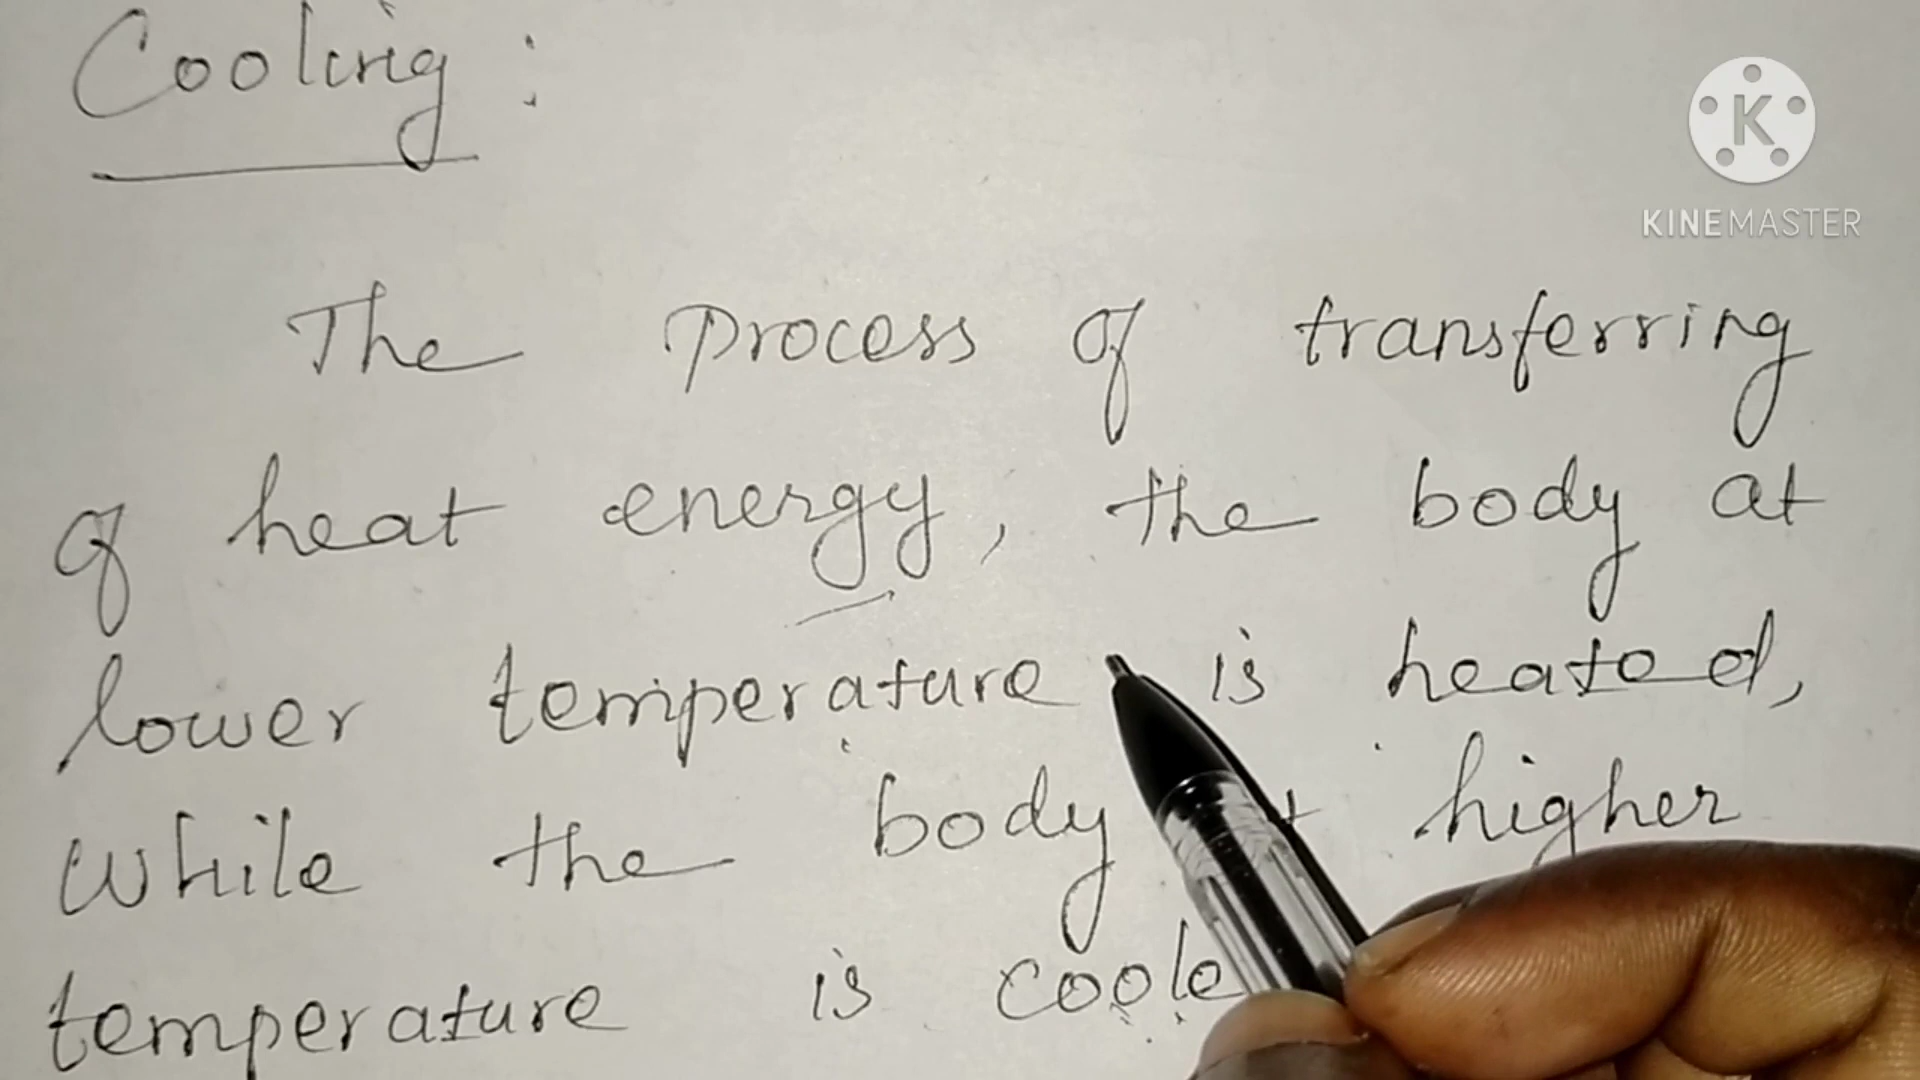 Cooling :
K
KINEMASTER
The process of transferring
of heat energy, the body at
lower temperature is heated,
While the body higher
temperature is